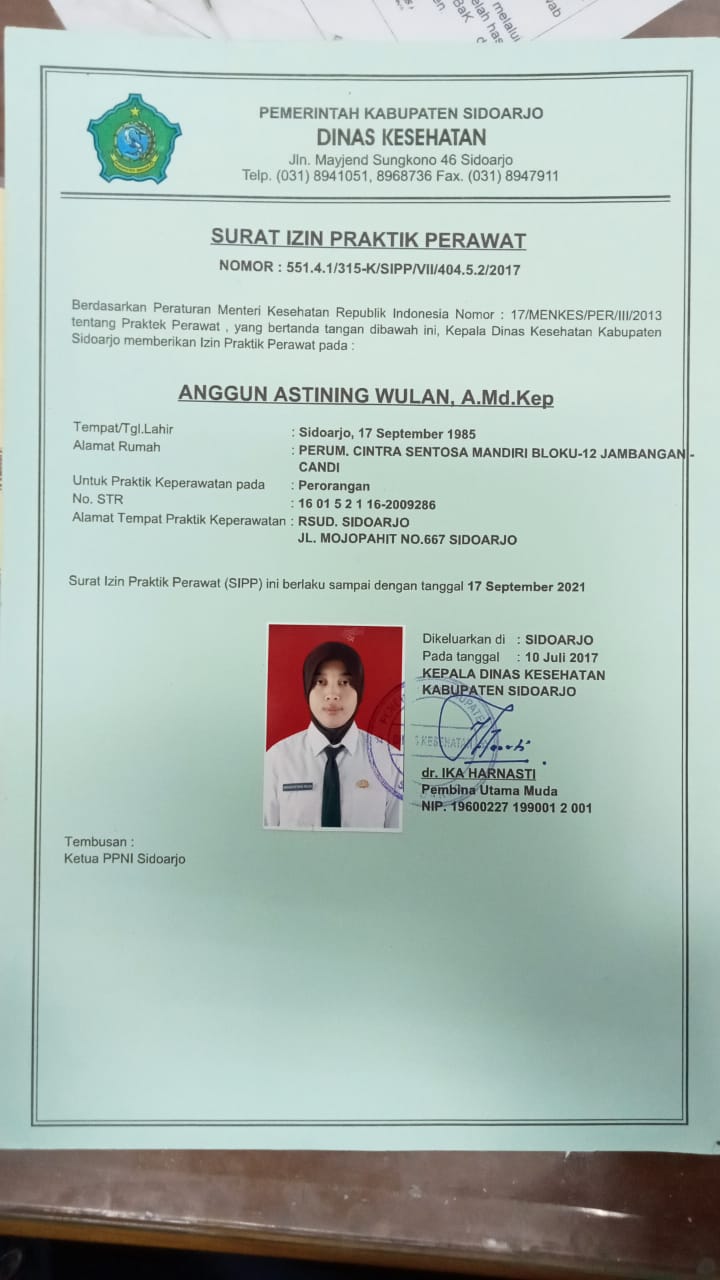 melalui
elah has
BaK
wab
en.
PEMERINTAH KABUPATEN SIDOARJO
DINAS KESEHATAN
Jln. Mayjend Sungkono 46 Sidoarjo
Telp. (031) 8941051, 8968736 Fax. (031) 8947911
SURAT IZIN PRAKTIK PERAWAT
NOMOR : 551.4.1/315-K/SIPP/VII/404.5.2/2017
Berdasarkan Peraturan Menteri Kesehatan Republik Indonesia Nomor : 17/MENKES/PER/III/2013
tentang Praktek Perawat , yang bertanda tangan dibawah ini, Kepala Dinas Kesehatan Kabupaten
Sidoarjo memberikan Izin Praktik Perawat pada :
ANGGUN ASTINING WULAN, A.Md.Kep
Tempat/Tgl.Lahir : Sidoarjo, 17 September 1985
Alamat Rumah : PERUM. CINTRA SENTOSA MANDIRI BLOKU-12 JAMBANGAN -
CANDI
Untuk Praktik Keperawatan pada : Perorangan
No. STR : 16 01 5 2 1 16-2009286
Alamat Tempat Praktik Keperawatan : RSUD. SIDOARJO
JL. MOJOPAHIT NO.667 SIDOARJO
Surat Izin Praktik Perawat (SIPP) ini berlaku sampai dengan tanggal 17 September 2021
Dikeluarkan di : SIDOARJO
Pada tanggal : 10 Juli 2017
KEPALA DINAS KESEHATAN
KABUPATEN SIDOARJO
dr. IKA HARNASTI
Pembina Utama Muda
NIP. 19600227 199001 2 001
Tembusan :
Ketua PPNI Sidoarjo